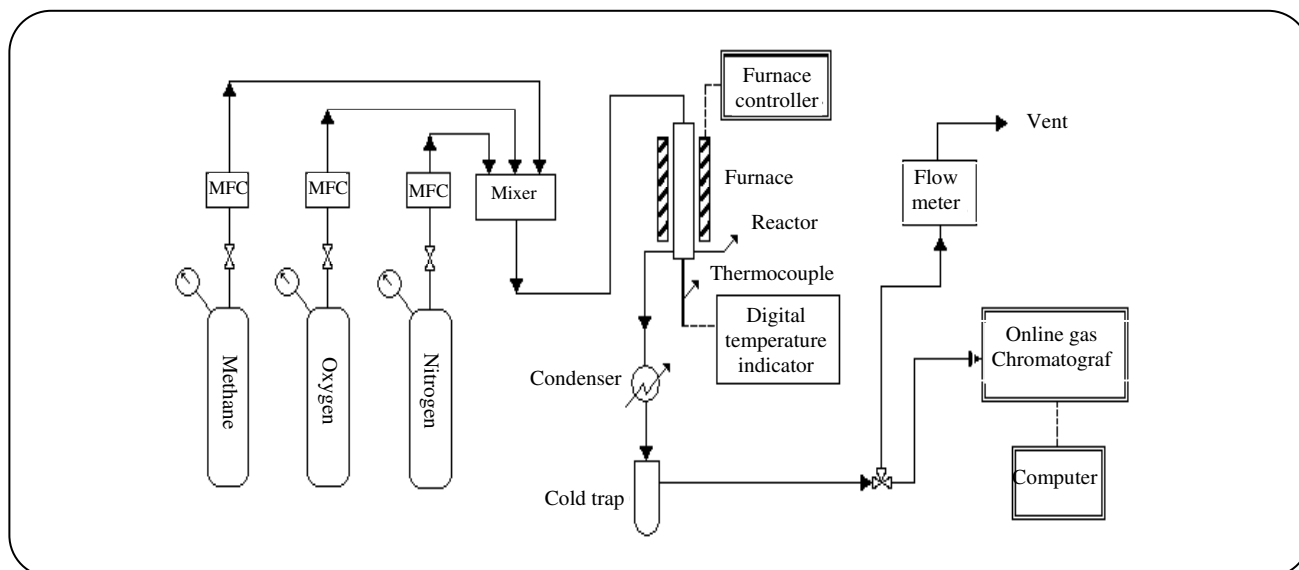 Furnace
controller
Vent
MFC
MFC
MFC
Mixer
Furnace
Flow
meter
Reactor
Thermocouple
Methane
Oxygen
Nitrogen
Digital
temperature
indicator
Online gas
Chromatograf
Condenser
Cold trap
Computer